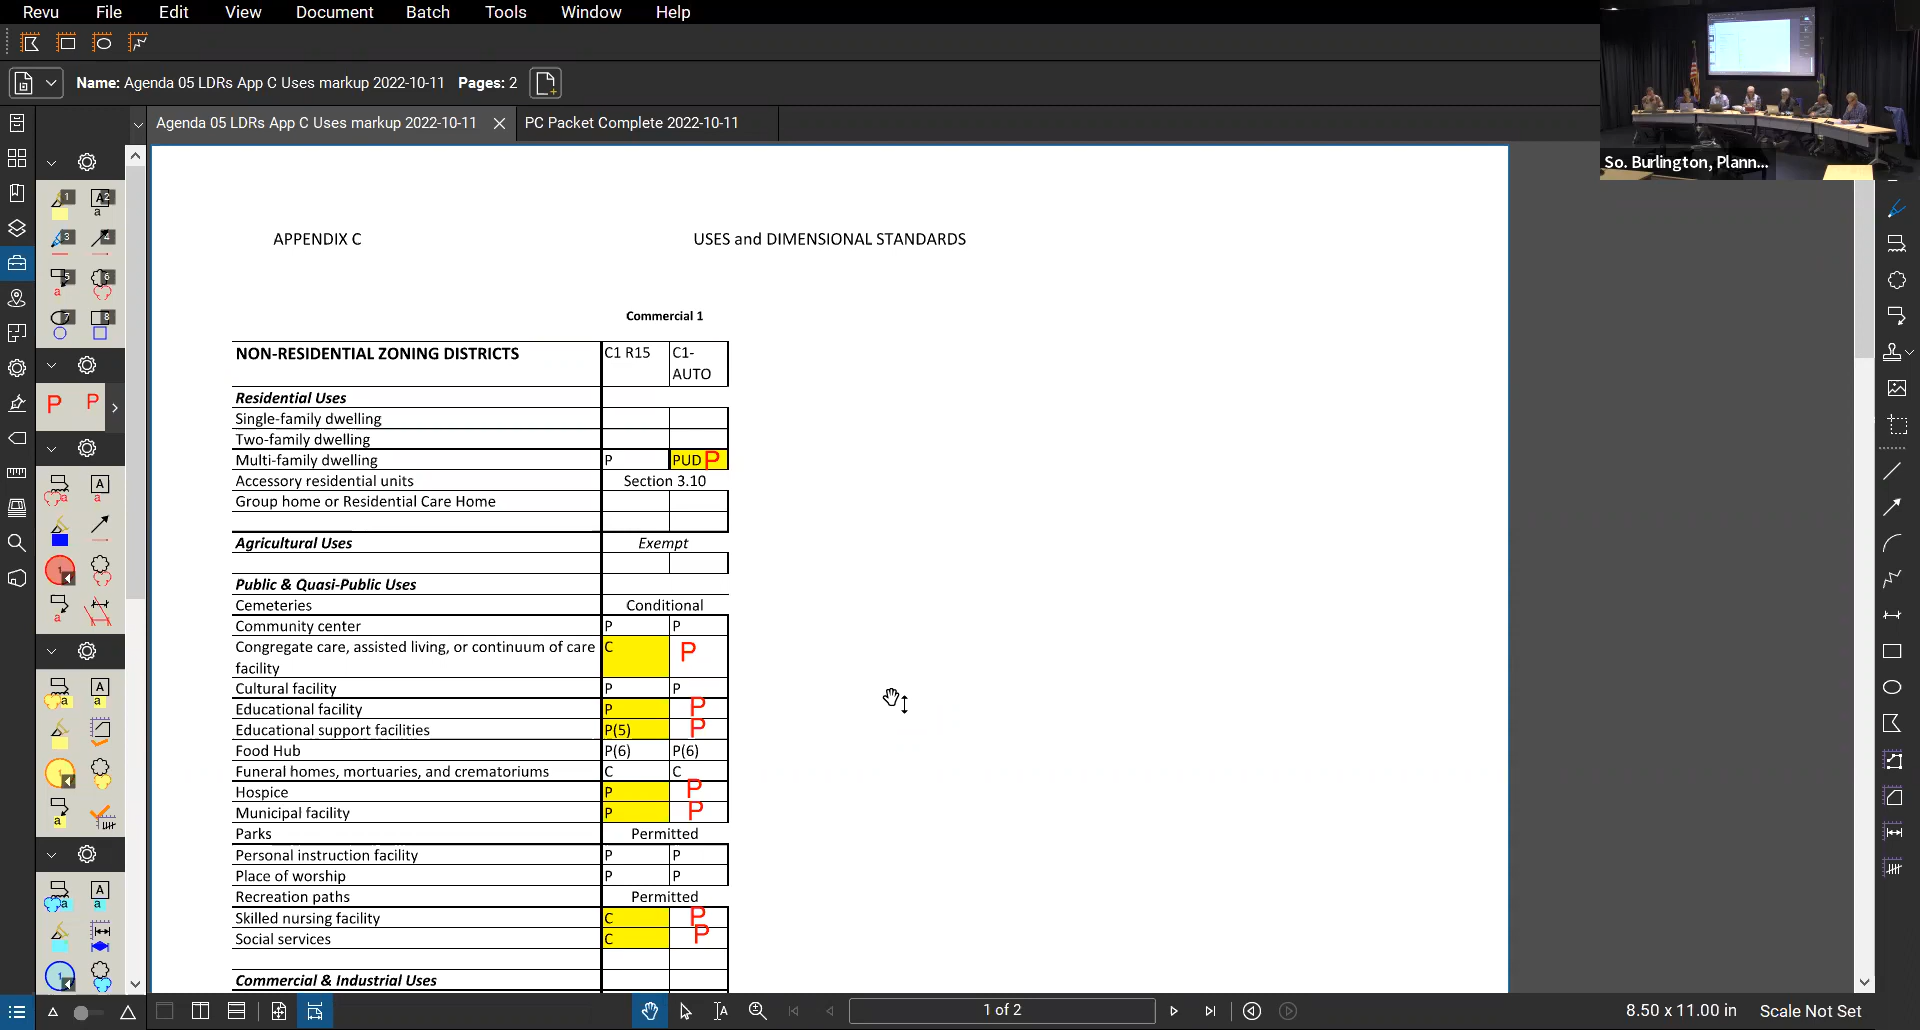 Revu File Edit View Document Batch Tools Window Help
Name: Agenda 05 LDRs App C Uses markup 2022-10-11 Pages: 2
Agenda 05 LDRs App C Uses markup 2022-10-11 PC Packet Complete 2022-10-11
So. Burlington, Plann...
APPENDIX C USES and DIMENSIONAL STANDARDS
Commercial 1
NON-RESIDENTIAL ZONING DISTRICTS C1 R15 C1-
AUTO
Residential Uses
Single-family dwelling
Two-family dwelling
Multi-family dwelling P PUD P
Accessory residential units Section 3.10
Group home or Residential Care Home
Agricultural Uses Exempt
Public & Quasi-Public Uses
Cemeteries Conditional
Community center P P
Congregate care, assisted living, or continuum of care C P
facility
Cultural facility P P
Educational facility P P
Educational support facilities P(5) P
Food Hub P(6) P(6)
Funeral homes, mortuaries, and crematoriums C C
Hospice P P
Municipal facility P P
Parks Permitted
Personal instruction facility P P
Place of worship P P
Recreation paths Permitted
Skilled nursing facility C P
Social services C P
Commercial & Industrial Uses
P P
1 of 2
8.50 x 11.00 in Scale Not Set